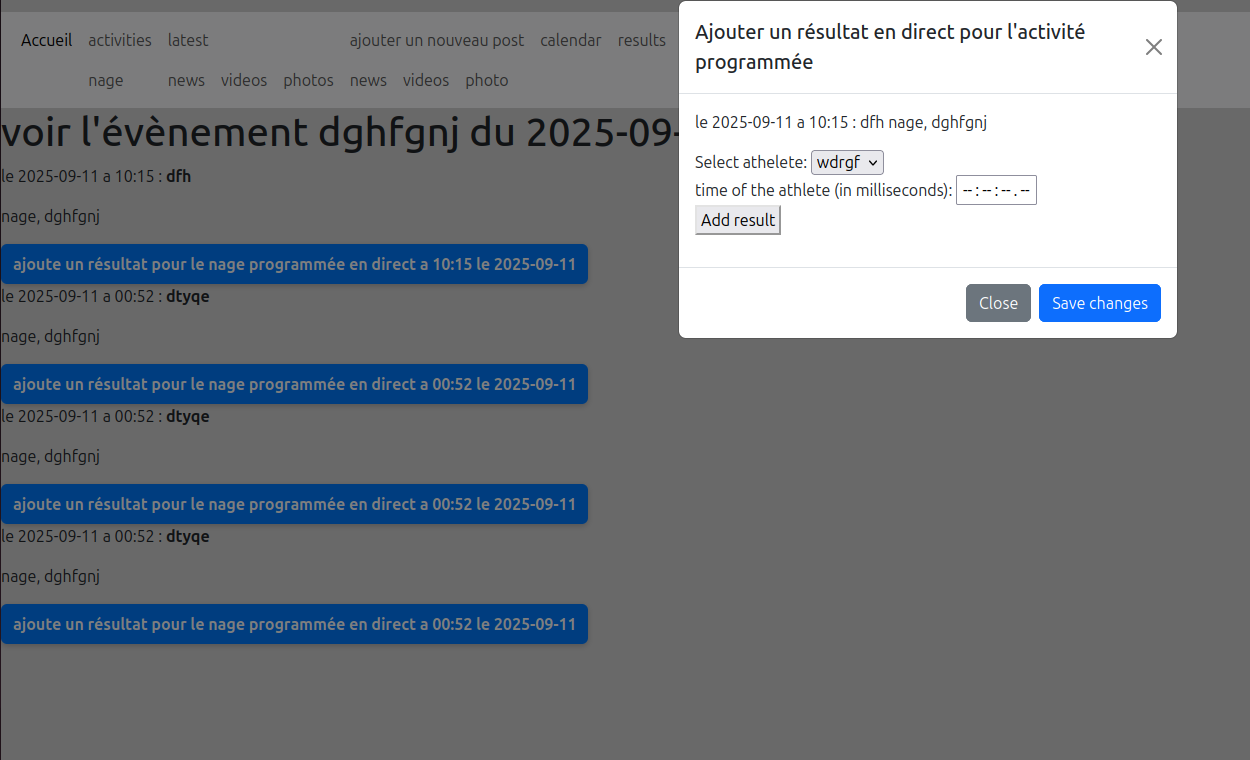 Accueil activities latest ajouter un nouveau post calendar results
nage news videos photos news videos photo
voir l'évènement dghfgnj du 2025-09-
le 2025-09-11 a 10:15 : dfh
nage, dghfgnj
ajoute un résultat pour le nage programmée en direct a 10:15 le 2025-09-11
le 2025-09-11 a 00:52 : dtyqe
nage, dghfgnj
ajoute un résultat pour le nage programmée en direct a 00:52 le 2025-09-11
le 2025-09-11 a 00:52 : dtyqe
nage, dghfgnj
ajoute un résultat pour le nage programmée en direct a 00:52 le 2025-09-11
le 2025-09-11 a 00:52 : dtyqe
nage, dghfgnj
ajoute un résultat pour le nage programmée en direct a 00:52 le 2025-09-11
Ajouter un résultat en direct pour l'activité
programmée
le 2025-09-11 a 10:15 : dfh nage, dghfgnj
Select athelete: wdrgf
time of the athlete (in milliseconds): --:--:--.--
Add result
Close Save changes